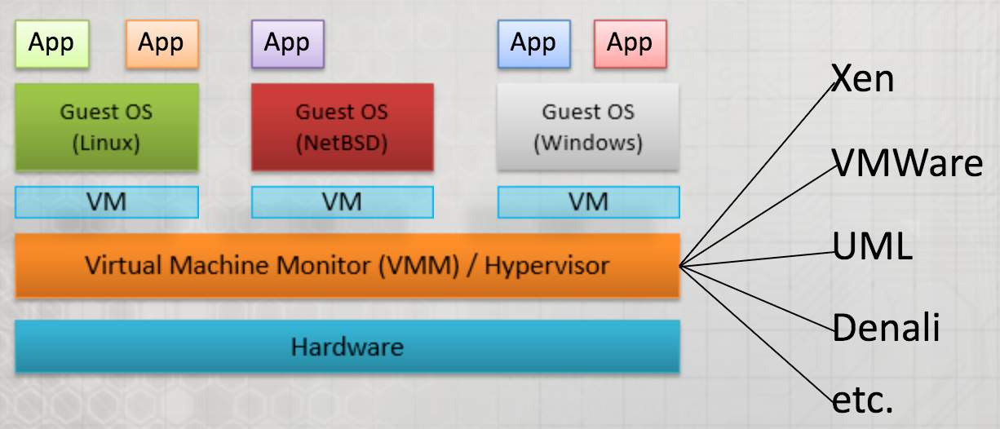 App App App App App
Guest OS
(Linux)
Guest OS
(NetBSD)
Guest OS
(Windows)
VM VM VM
Virtual Machine Monitor (VMM) / Hypervisor
Hardware
Xen
VMWare
UML
Denali
etc.